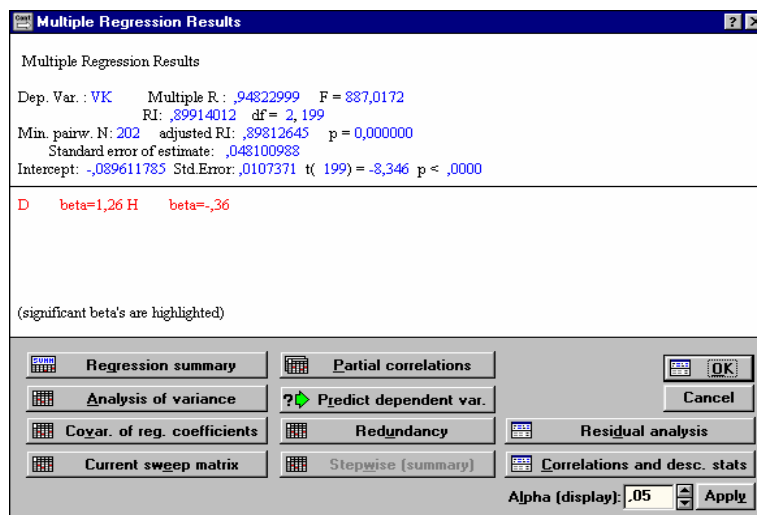 Multiple Regression Results
Multiple Regression Results
Dep. Var. : VK Multiple R : ,94822999 F = 887,0172
RI: ,89914012 df = 2, 199
Min. pairw. N: 202 adjusted RI: ,89812645 p = 0,000000
Standard error of estimate: ,048100988
Intercept: -,089611785 Std.Error: ,0107371 t( 199) = -8,346 p < ,0000
D beta=1,26 H beta=-,36
(significant beta's are highlighted)
Regression summary Partial correlations OK
Analysis of variance Predict dependent var. Cancel
Covar. of reg. coefficients Redundancy Residual analysis
Current sweep matrix Stepwise (summary) Correlations and desc. stats
Alpha (display): ,05 Apply